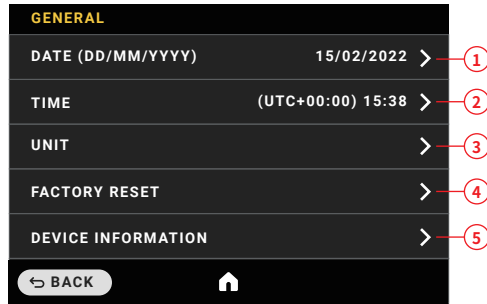 GENERAL
DATE (DD/MM/YYYY) 15/02/2022 1
TIME (UTC+00:00) 15:38 2
UNIT 3
FACTORY RESET 4
DEVICE INFORMATION 5
BACK